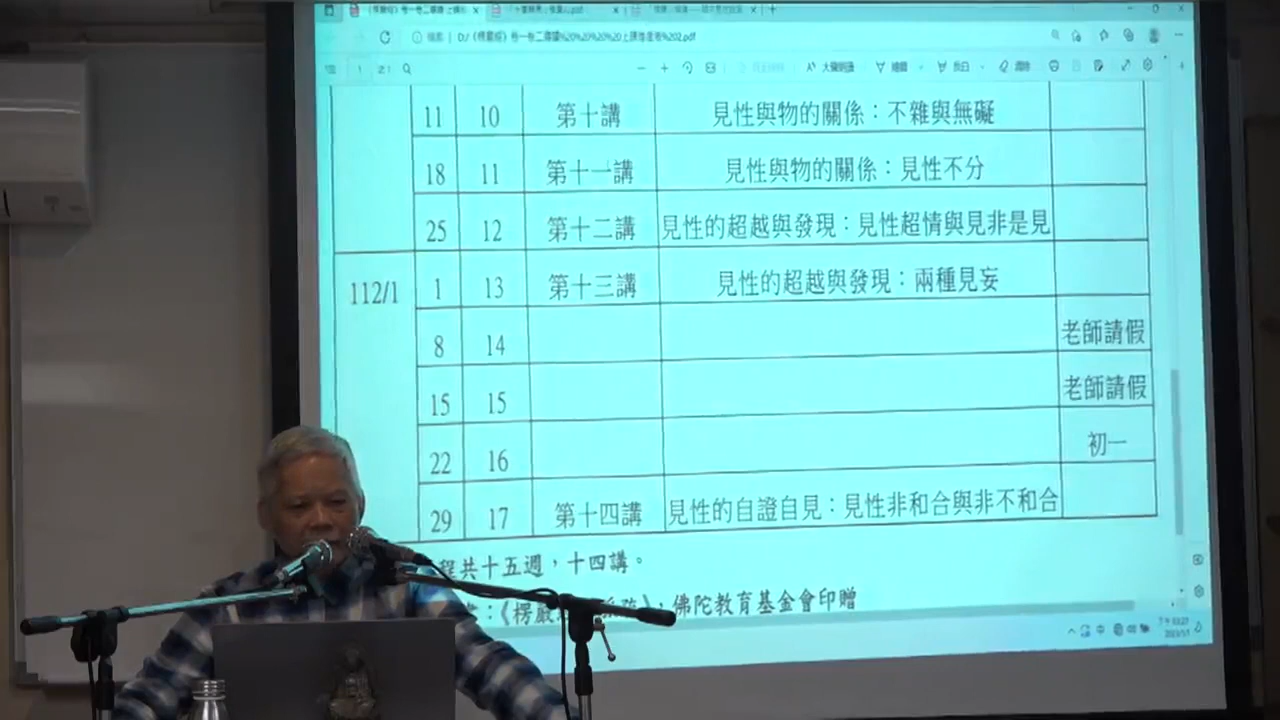 11 10 第十講 見性與物的關係：不雜與無礙
18 11 第十一講 見性與物的關係：見性不分
25 12 第十二講 見性的超越與發現：見性超情與見非是見
112/1 1 13 第十三講 見性的超越與發現：兩種見妄
8 14 老師請假
15 15 老師請假
22 16 初一
29 17 第十四講 見性的自證自見：見性非和合與非不和合
程共十五週，十四講。
：《楞嚴 ，佛陀教育基金會印贈